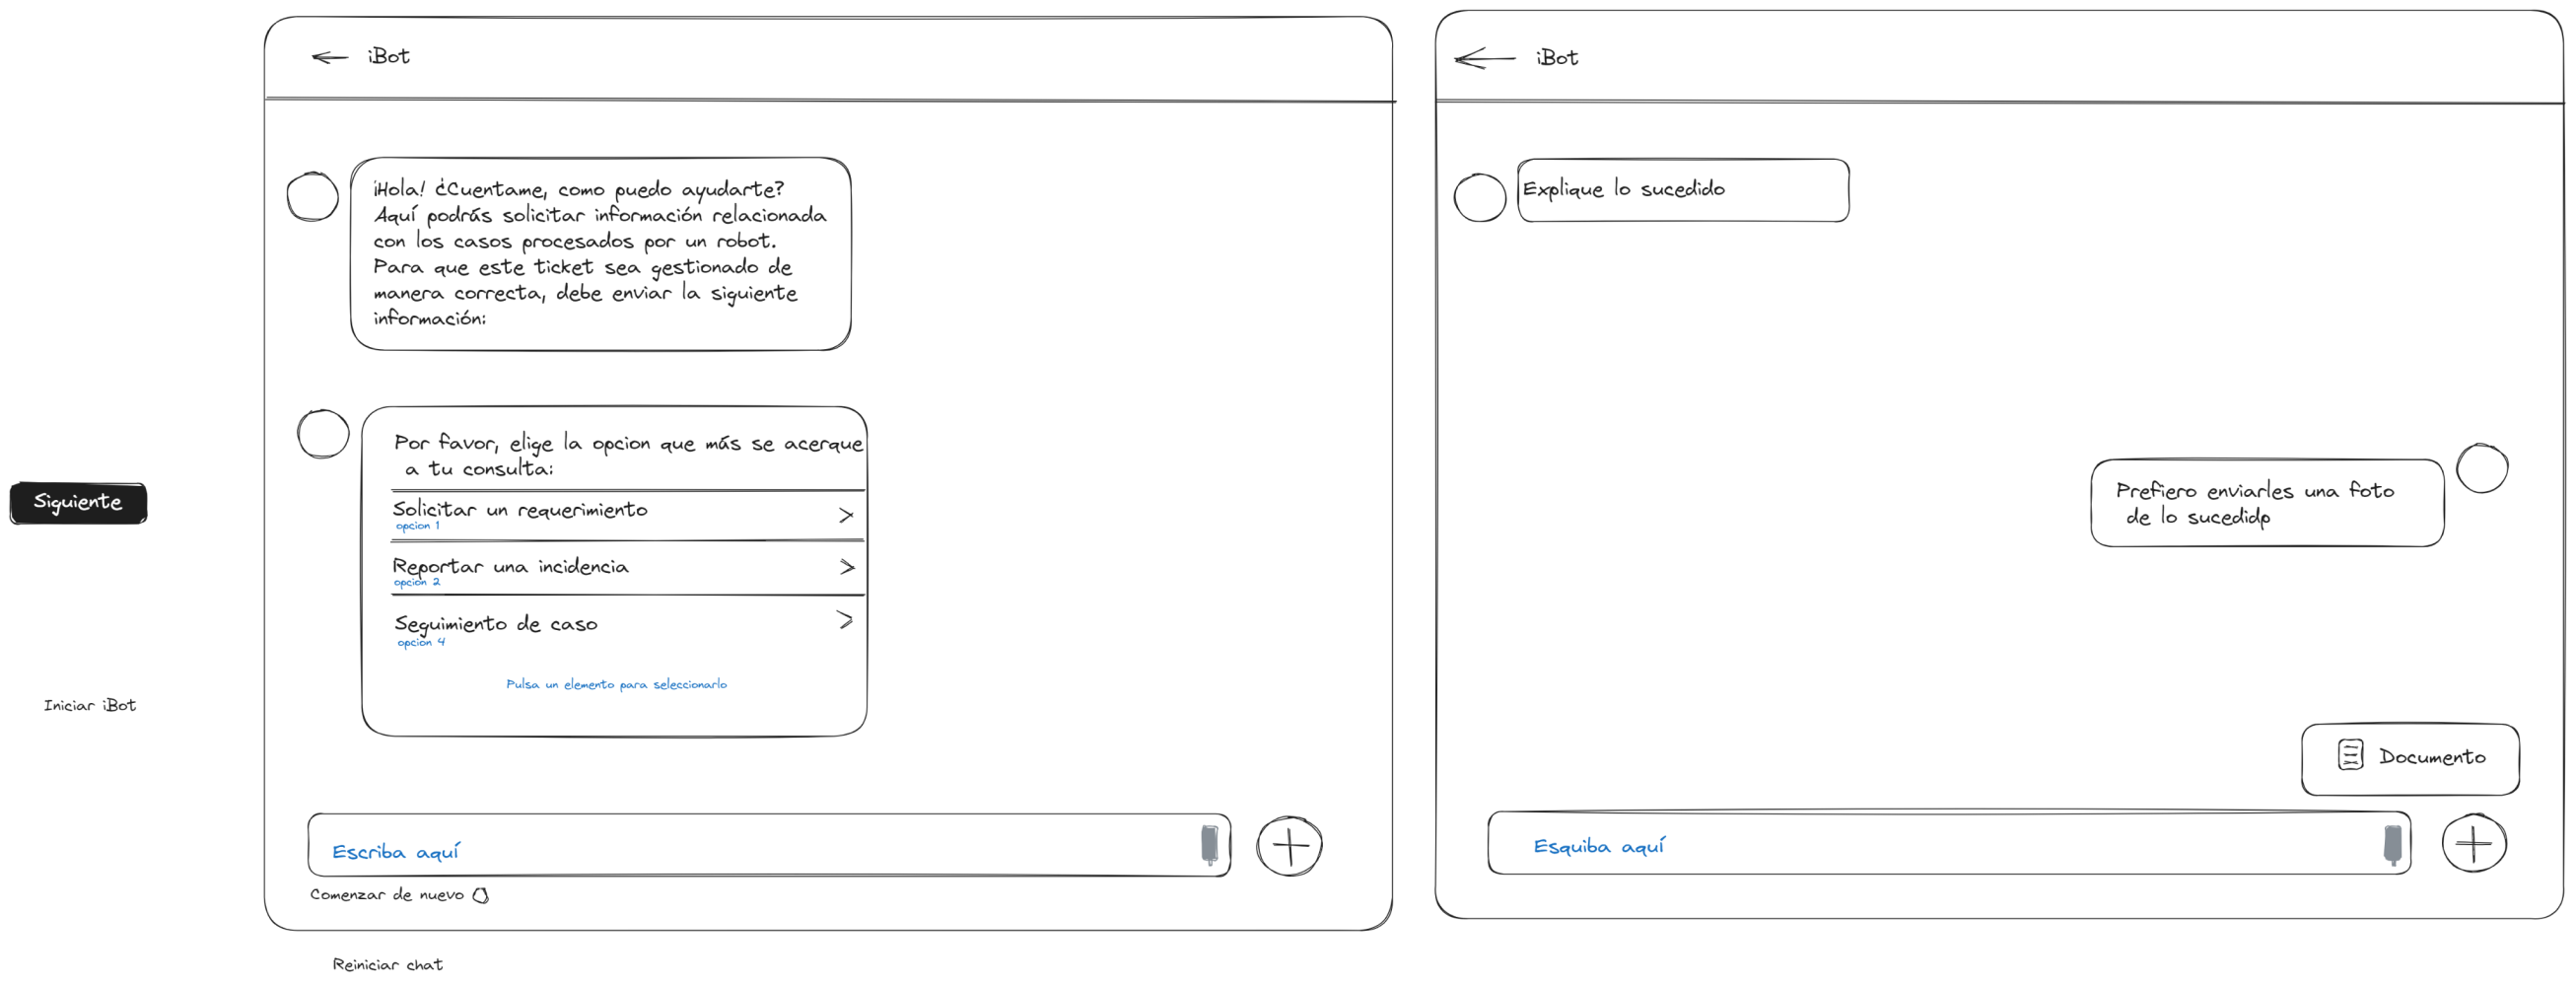 iBot
¡Hola! ¿Cuentame, como puedo ayudarte?
Aquí podrás solicitar información relacionada
con los casos procesados por un robot.
Para que este ticket sea gestionado de
manera correcta, debe enviar la siguiente
información:
Por favor, elige la opcion que más se acerque
a tu consulta:
Solicitar un requerimiento
opcion 1
Reportar una incidencia
opcion 2
Seguimiento de caso
opcion 4
Pulsa un elemento para seleccionarlo
Escriba aquí
Comenzar de nuevo
Reiniciar chat
Siguiente
Iniciar iBot
iBot
Explique lo sucedido
Prefiero enviarles una foto
de lo sucedidp
Documento
Esquiba aquí